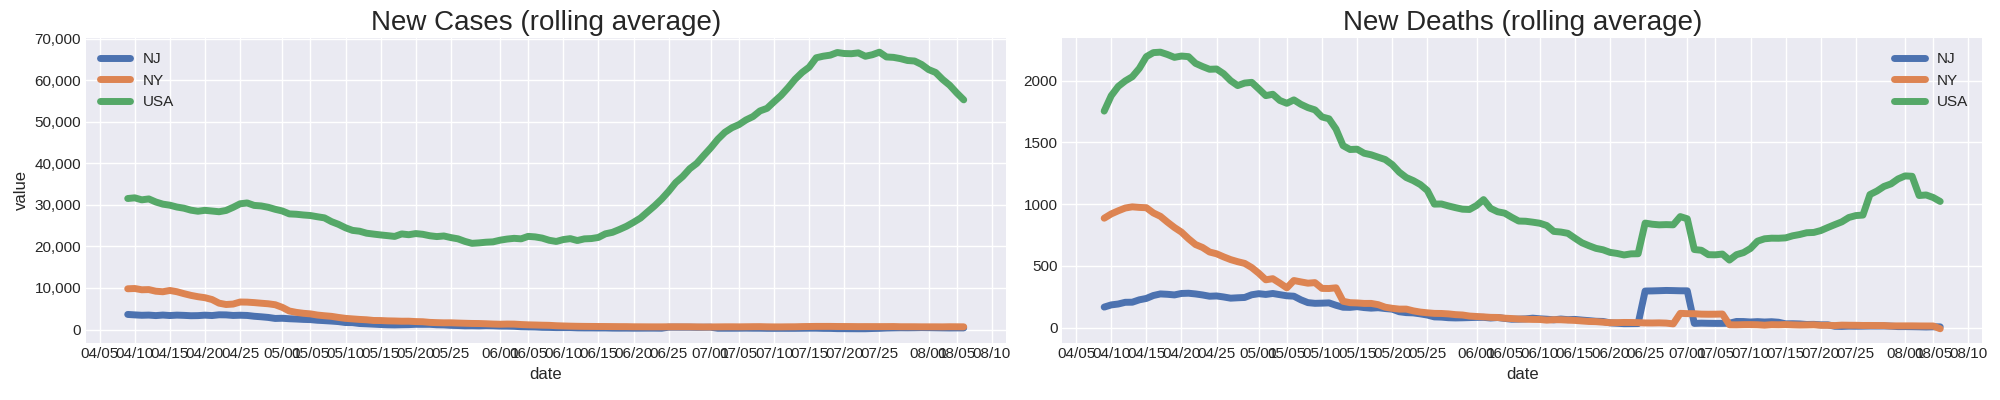 New Cases (rolling average)
70,000
60,000
50,000
40,000
30,000
20,000
10,000
0
value
NJ
NY
USA
04/05 04/10 04/15 04/20 04/25 05/01 05/05 05/10 05/15 05/20 05/25 06/01 06/05 06/10 06/15 06/20 06/25 07/01 07/05 07/10 07/15 07/20 07/25 08/01 08/05 08/10
date
New Deaths (rolling average)
2000
1500
1000
500
0
NJ
NY
USA
04/05 04/10 04/15 04/20 04/25 05/01 05/05 05/10 05/15 05/20 05/25 06/01 06/05 06/10 06/15 06/20 06/25 07/01 07/05 07/10 07/15 07/20 07/25 08/01 08/05 08/10
date